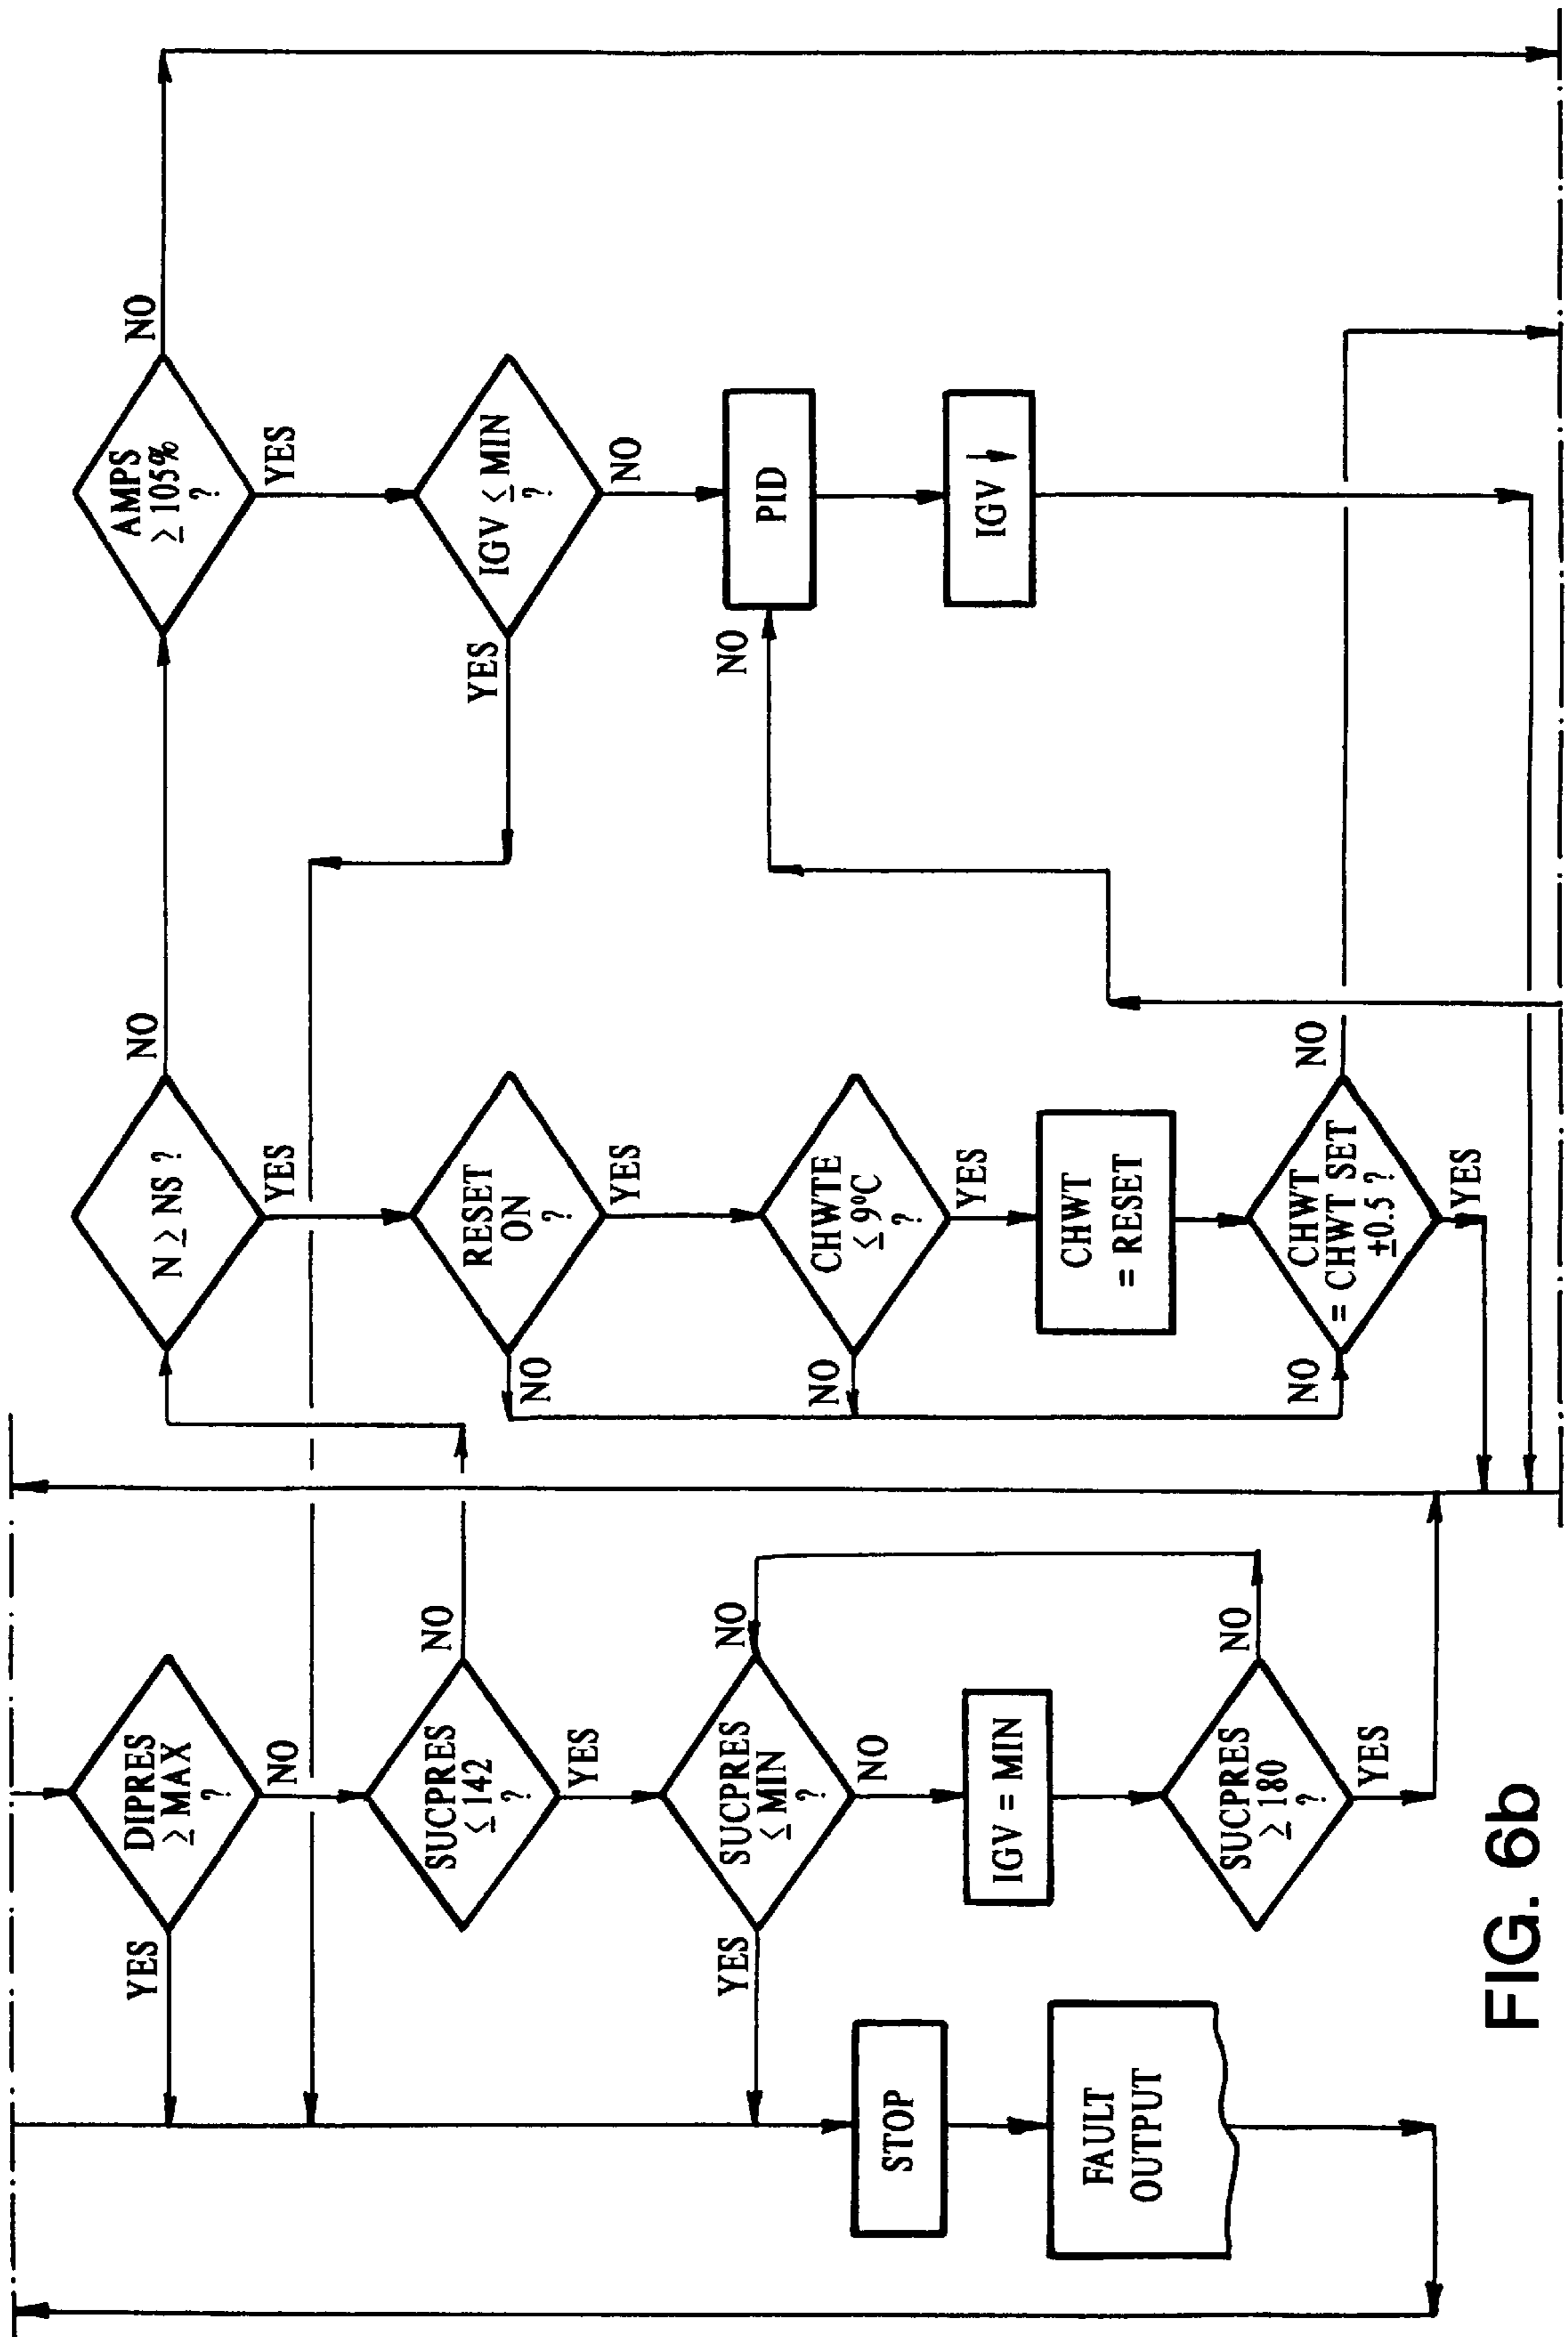 DIPRES
≥ MAX
?
YES
NO
SUCPRES
≤ 142
?
NO
YES
SUCPRES
≤ MIN
?
YES
NO
NO
IGV = MIN
SUCPRES
≥ 180
?
NO
YES
STOP
FAULT
OUTPUT
N ≥ NS ?
NO
YES
RESET
ON
?
NO
YES
CHWTE
≤ 9°C
?
NO
YES
CHWT
= RESET
CHWT
= CHWT SET
±0.5 ?
NO
NO
YES
AMPS
≥ 105%
?
NO
YES
IGV ≤ MIN
?
YES
NO
PID
NO
IGV ↓
FIG. 6b